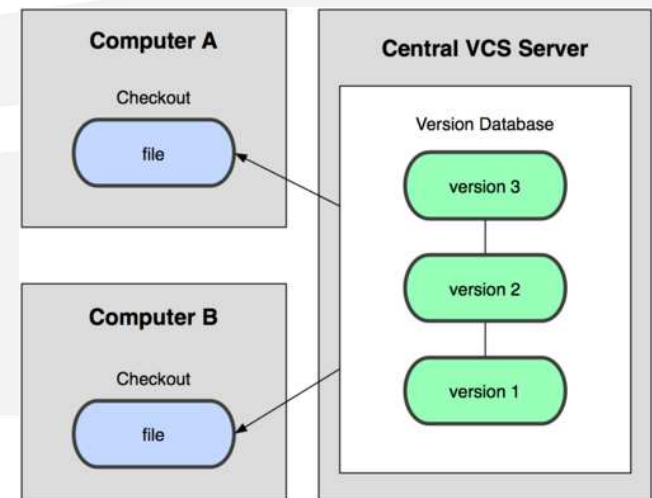 Computer A
Checkout
file
Computer B
Checkout
file
Central VCS Server
Version Database
version 3
version 2
version 1